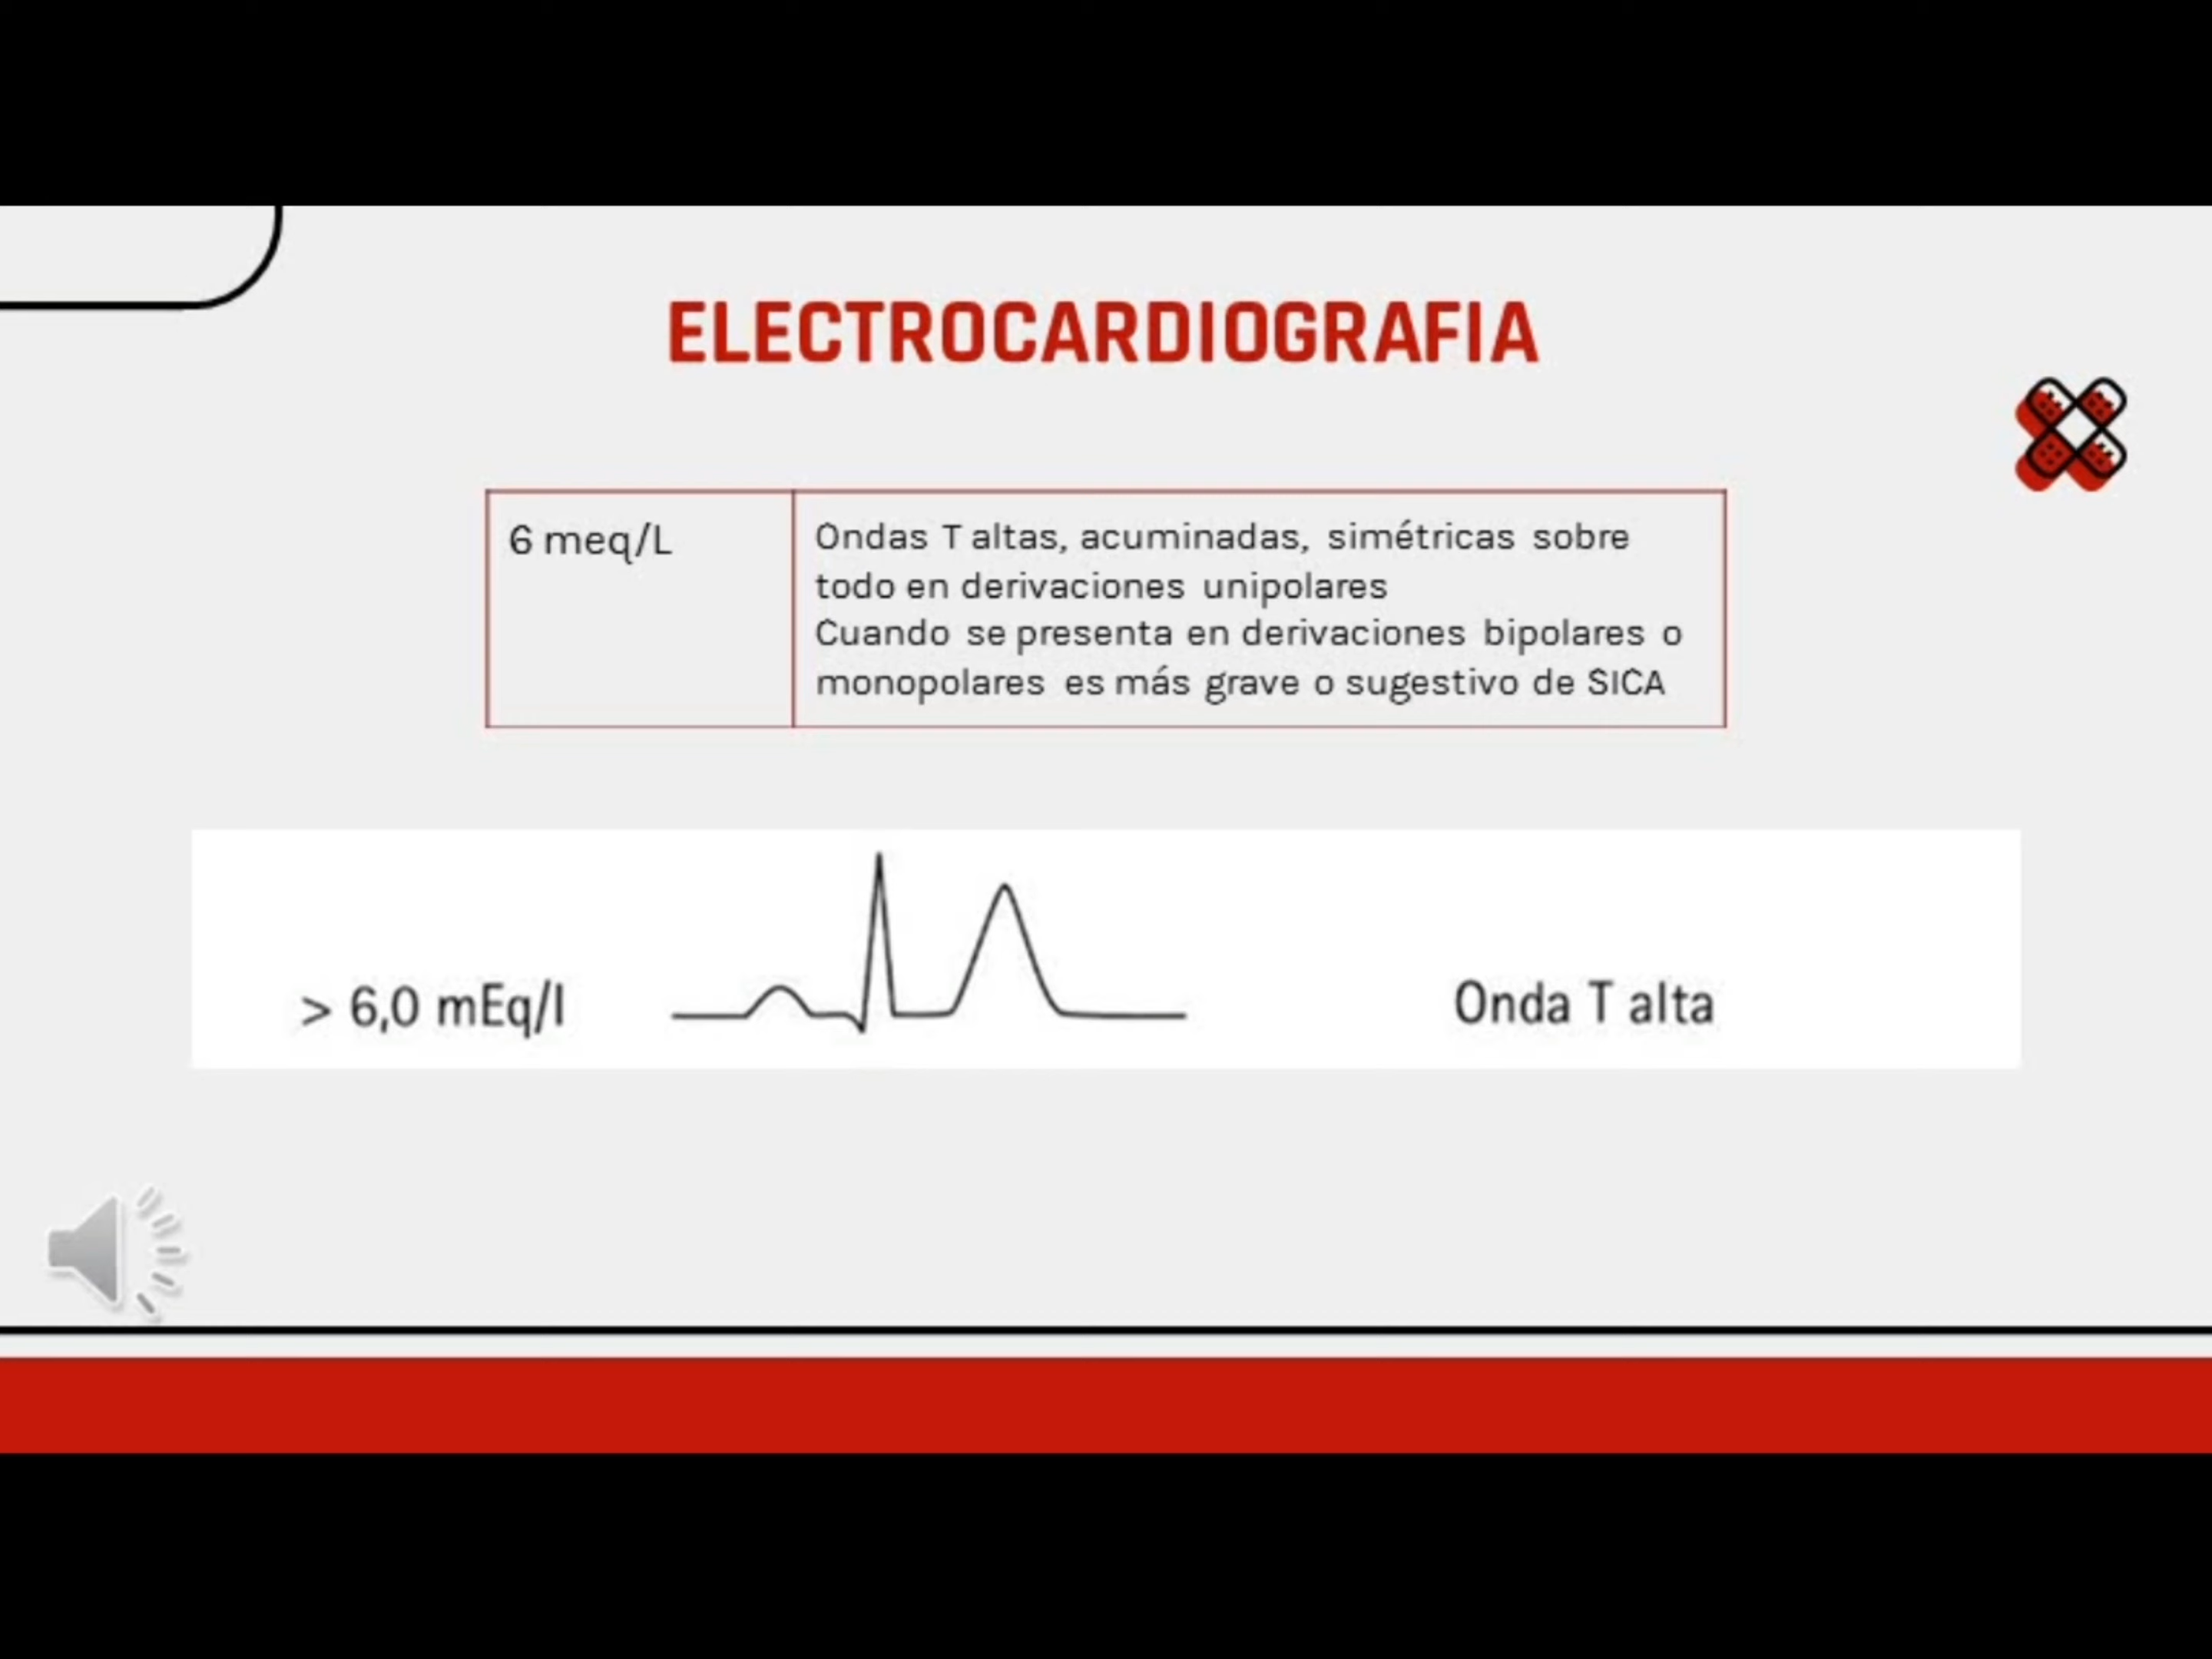 ELECTROCARDIOGRAFIA
6 meq/L
Ondas T altas, acuminadas, simétricas sobre
todo en derivaciones unipolares
Cuando se presenta en derivaciones bipolares o
monopolares es más grave o sugestivo de SICA
> 6,0 mEq/l
Onda T alta